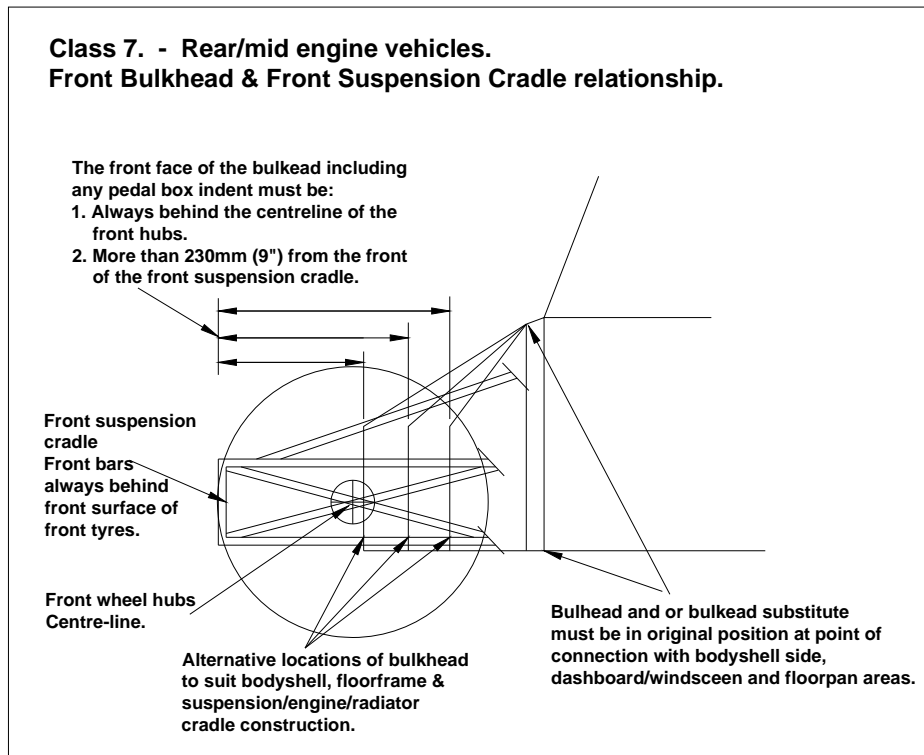 Class 7.  -  Rear/mid engine vehicles.
Front Bulkhead & Front Suspension Cradle relationship.
The front face of the bulkead including
any pedal box indent must be:
1. Always behind the centreline of the
front hubs.
2. More than 230mm (9") from the front
of the front suspension cradle.
Front suspension
cradle
Front bars
always behind
front surface of
front tyres.
Front wheel hubs
Centre-line.
Alternative locations of bulkhead
to suit bodyshell, floorframe &
suspension/engine/radiator
cradle construction.
Bulhead and or bulkead substitute
must be in original position at point of
connection with bodyshell side,
dashboard/windsceen and floorpan areas.